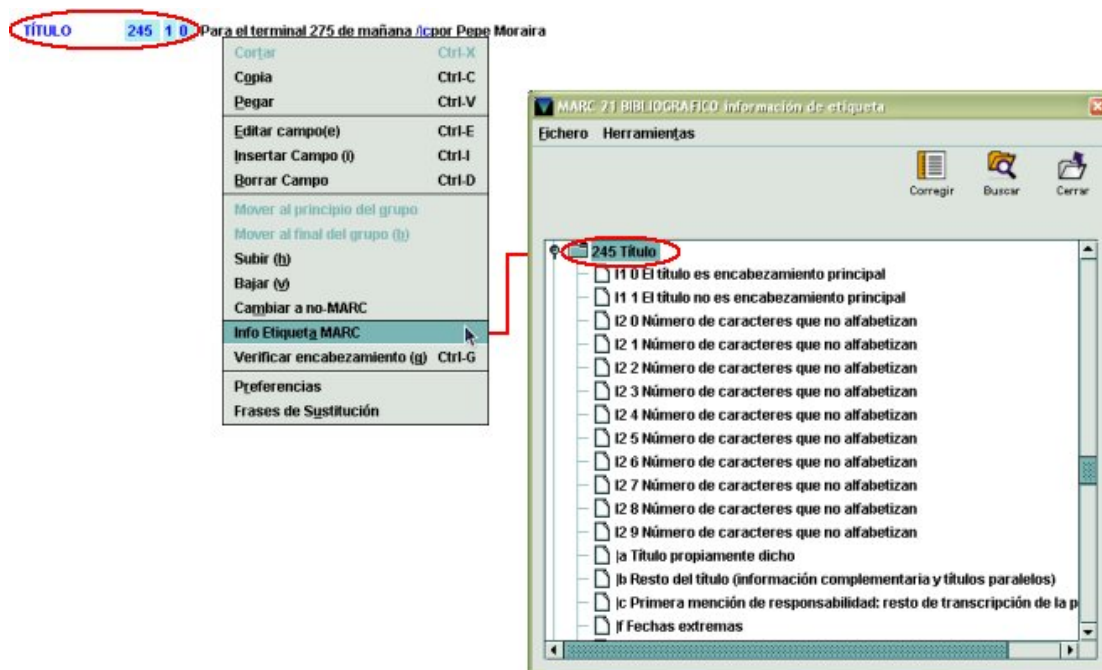 TÍTULO 245 1 0 Para el terminal 275 de mañana /|cpor Pepe Moraira
Cortar Ctrl-X
Copia Ctrl-C
Pegar Ctrl-V
Editar campo(e) Ctrl-E
Insertar Campo (i) Ctrl-I
Borrar Campo Ctrl-D
Mover al principio del grupo
Mover al final del grupo (b)
Subir (h)
Bajar (v)
Cambiar a no-MARC
Info Etiqueta MARC
Verificar encabezamiento (g) Ctrl-G
Preferencias
Frases de Sustitución
MARC 21 BIBLIOGRAFICO información de etiqueta
Fichero Herramientas
Corregir Buscar Cerrar
245 Título
I1 0 El título es encabezamiento principal
I1 1 El título no es encabezamiento principal
I2 0 Número de caracteres que no alfabetizan
I2 1 Número de caracteres que no alfabetizan
I2 2 Número de caracteres que no alfabetizan
I2 3 Número de caracteres que no alfabetizan
I2 4 Número de caracteres que no alfabetizan
I2 5 Número de caracteres que no alfabetizan
I2 6 Número de caracteres que no alfabetizan
I2 7 Número de caracteres que no alfabetizan
I2 8 Número de caracteres que no alfabetizan
I2 9 Número de caracteres que no alfabetizan
|a Título propiamente dicho
|b Resto del título (información complementaria y títulos paralelos)
|c Primera mención de responsabilidad: resto de transcripción de la p
|f Fechas extremas